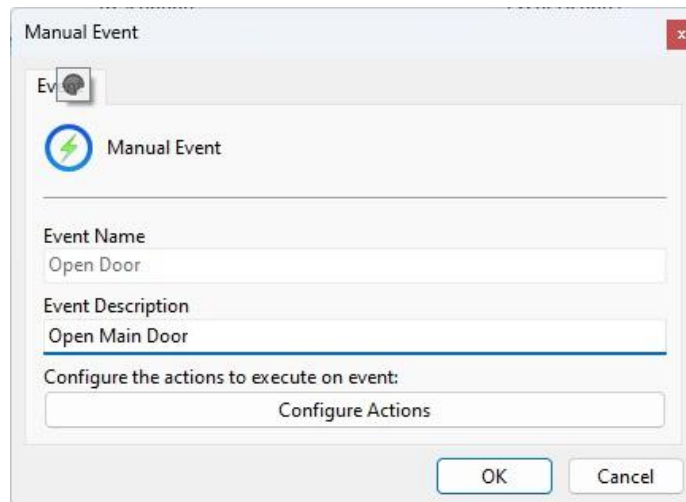 Manual Event
x
Manual Event
Event Name
Open Door
Event Description
Open Main Door
Configure the actions to execute on event:
Configure Actions
OK Cancel